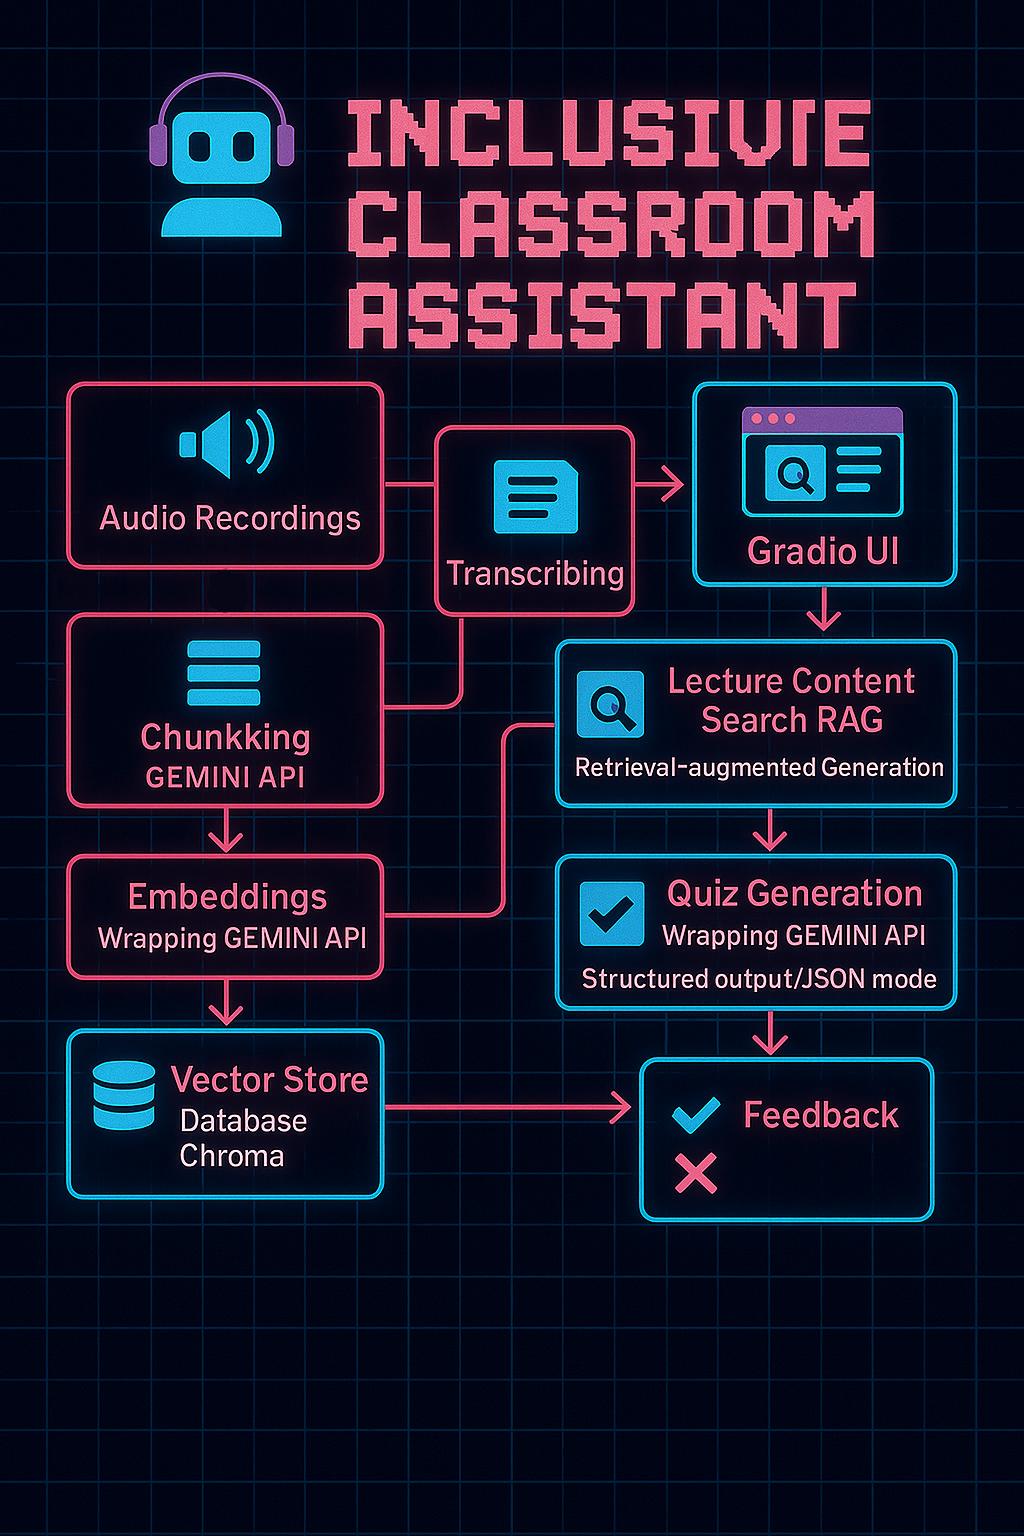 INCLUSIVE
CLASSROOM
ASSISTANT
Audio Recordings
Transcribing
Gradio UI
Chunkking
GEMINI API
Lecture Content
Search RAG
Retrieval-augmented Generation
Embeddings
Wrapping GEMINI API
Quiz Generation
Wrapping GEMINI API
Structured output/JSON mode
Vector Store
Database
Chroma
Feedback